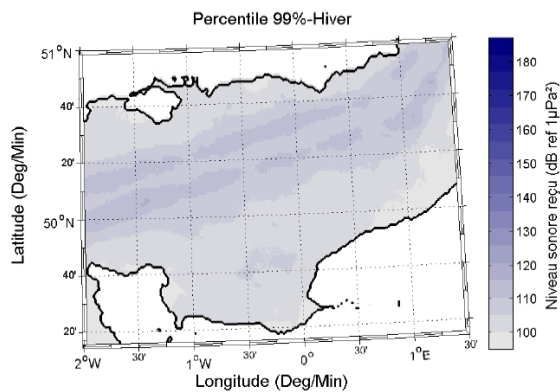 Percentile 99%-Hiver
51°N
40'
20'
50°N
40'
20'
2°W
30'
1°W
30'
0°
30'
1°E
30'
Latitude (Deg/Min)
Longitude (Deg/Min)
180
170
160
150
140
130
120
110
100
Niveau sonore reçu (dB ref 1µPa²)